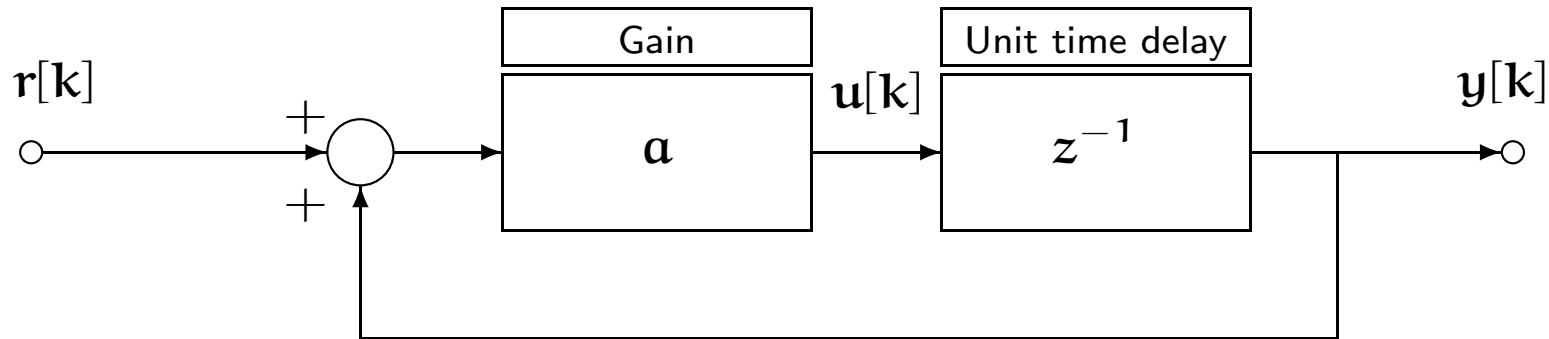 Gain
Unit time delay
r[k]
u[k]
y[k]
+
a
z⁻¹
+